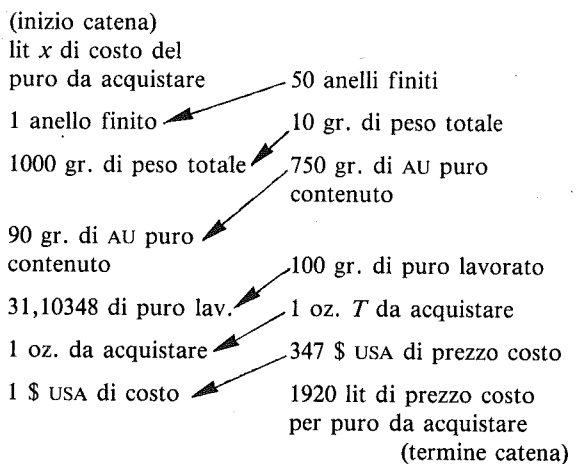 (inizio catena)
lit x di costo del
puro da acquistare
50 anelli finiti
1 anello finito
10 gr. di peso totale
1000 gr. di peso totale
750 gr. di AU puro
contenuto
90 gr. di AU puro
contenuto
100 gr. di puro lavorato
31,10348 di puro lav.
1 oz. T da acquistare
1 oz. da acquistare
347 $ USA di prezzo costo
1 $ USA di costo
1920 lit di prezzo costo
per puro da acquistare
(termine catena)